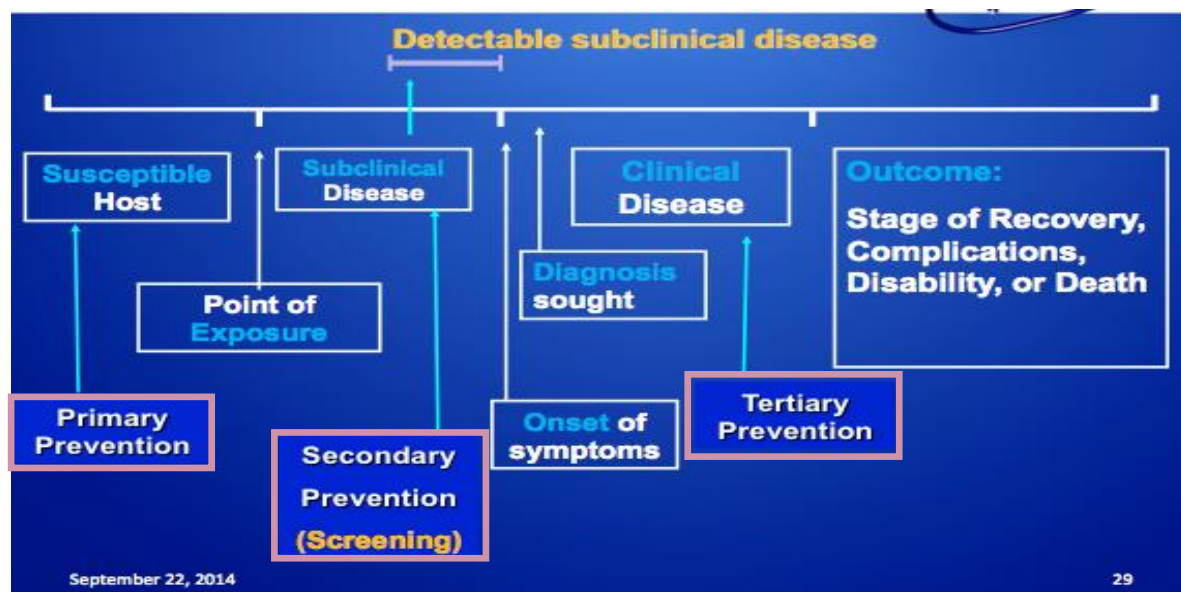 Detectable subclinical disease
Susceptible
Host
Subclinical
Disease
Clinical
Disease
Outcome:
Stage of Recovery,
Complications,
Disability, or Death
Point of
Exposure
Diagnosis
sought
Primary
Prevention
Secondary
Prevention
(Screening)
Onset of
symptoms
Tertiary
Prevention
September 22, 2014
29